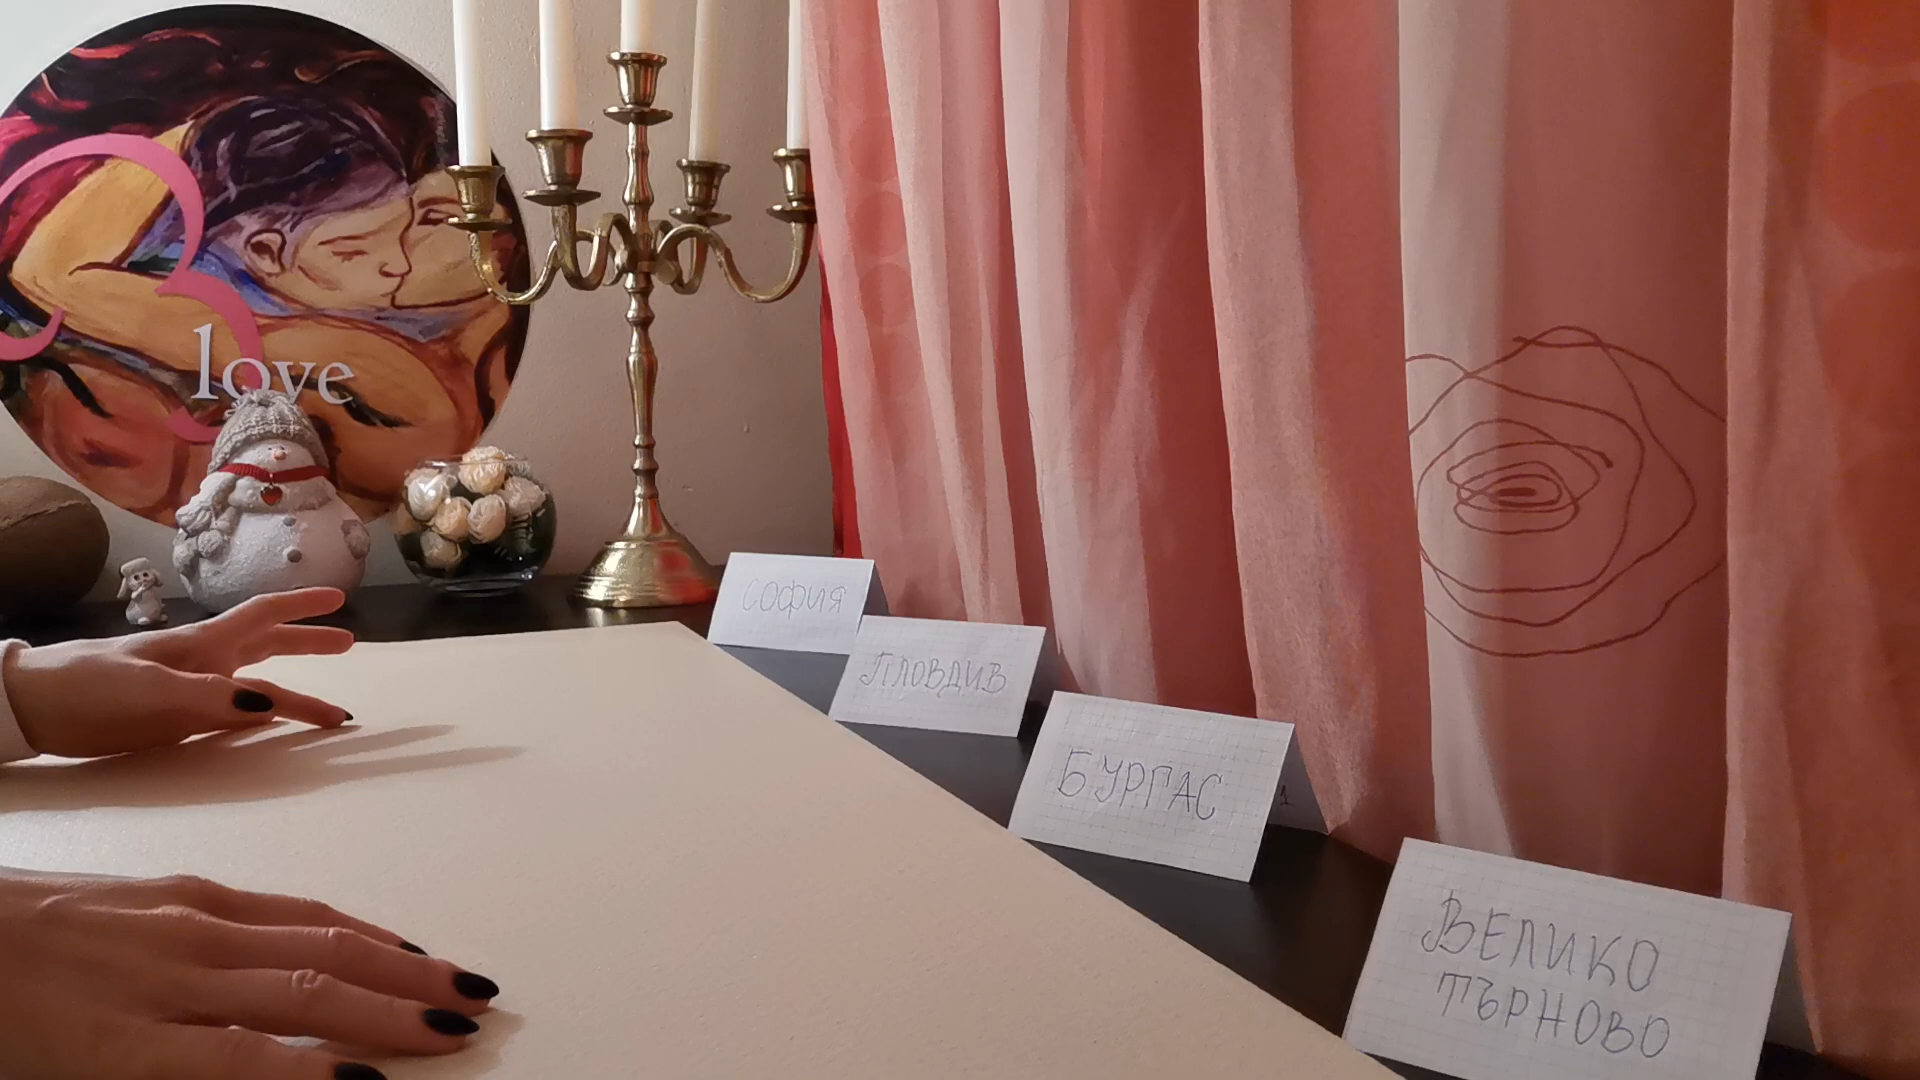 love
СОФИЯ
ПЛОВДИВ
БУРГАС
ВЕЛИКО
ТЪРНОВО